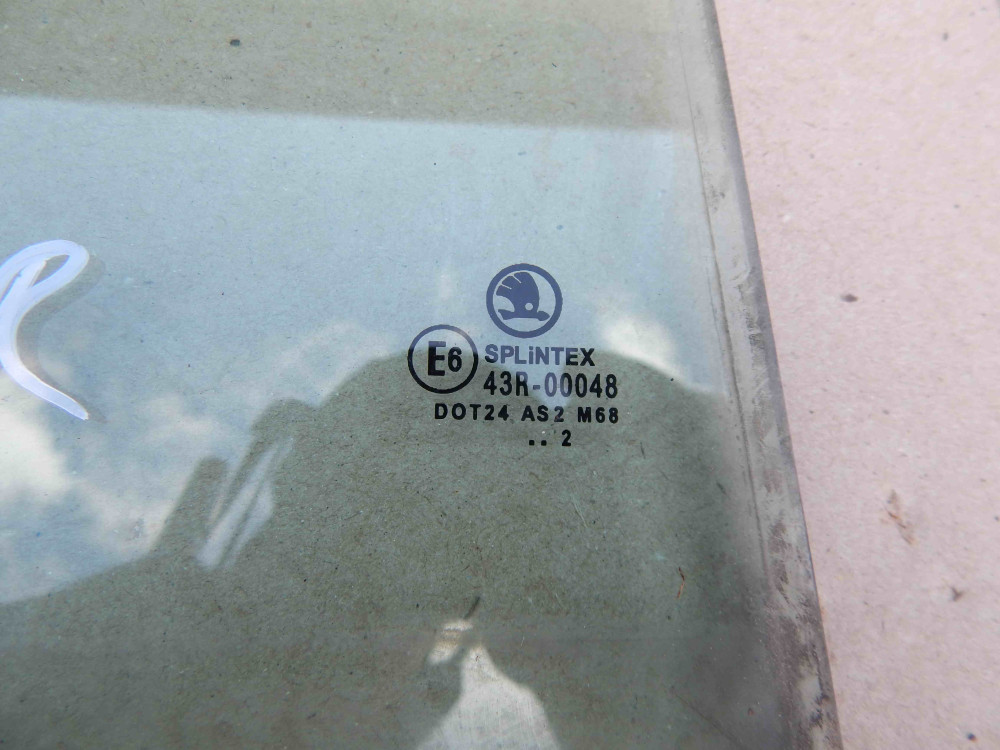 E6 SPLiNTEX
43R-00048
DOT24 AS2 M68
.. 2